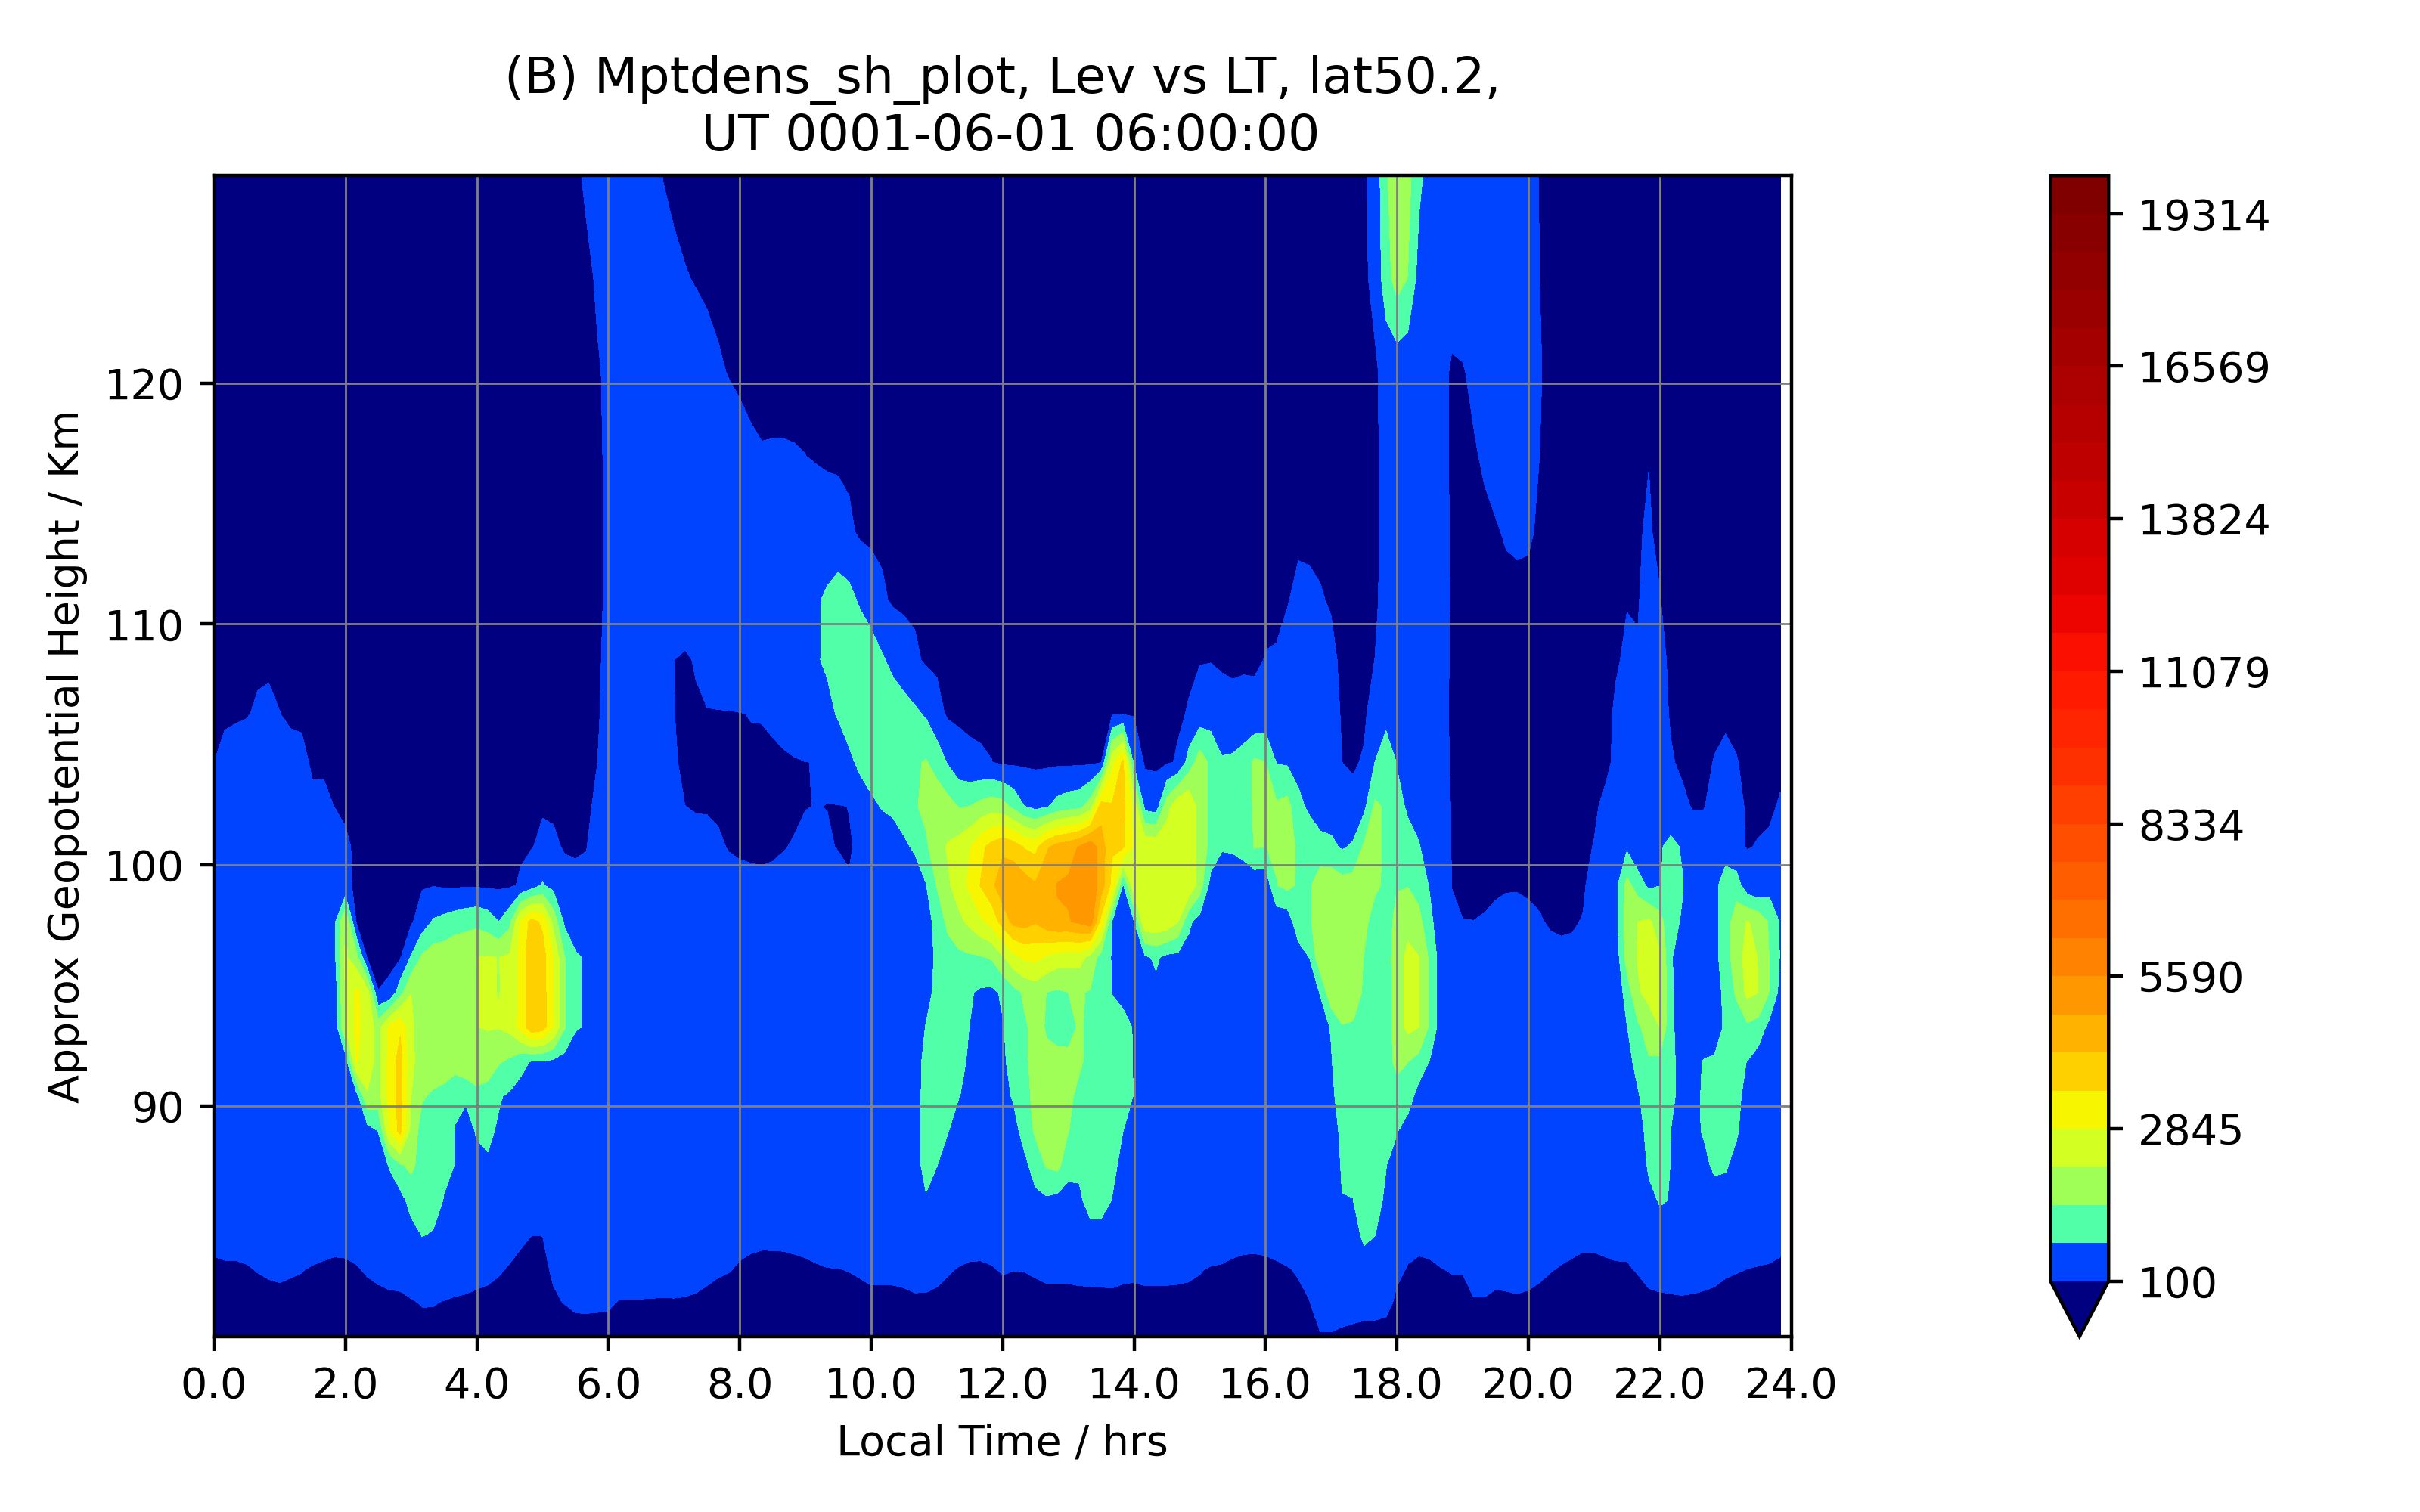 (B) Mptdens_sh_plot, Lev vs LT, lat50.2,
UT 0001-06-01 06:00:00
Approx Geopotential Height / Km
120
110
100
90
0.0 2.0 4.0 6.0 8.0 10.0 12.0 14.0 16.0 18.0 20.0 22.0 24.0
Local Time / hrs
19314
16569
13824
11079
8334
5590
2845
100